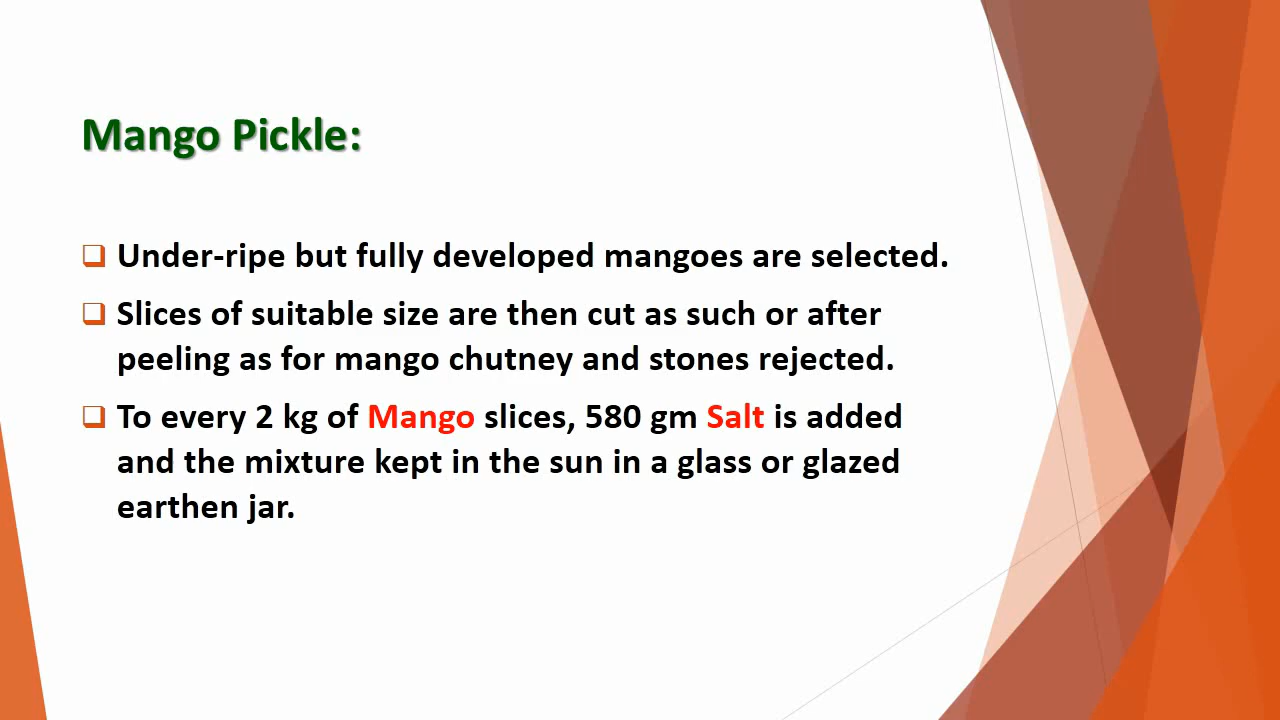 Mango Pickle:
Under-ripe but fully developed mangoes are selected.
Slices of suitable size are then cut as such or after
peeling as for mango chutney and stones rejected.
To every 2 kg of Mango slices, 580 gm Salt is added
and the mixture kept in the sun in a glass or glazed
earthen jar.